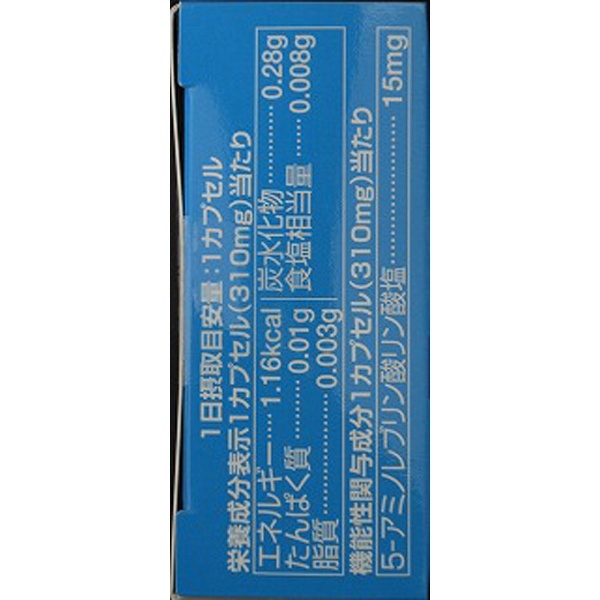 1日摂取目安量：1カプセル
栄養成分表示1カプセル(310mg)当たり
エネルギー…… 1.16kcal
たんぱく質……… 0.01g
脂質………………… 0.003g
炭水化物………… 0.28g
食塩相当量…… 0.008g
機能性関与成分1カプセル(310mg)当たり
5-アミノレブリン酸リン酸塩………………… 15mg